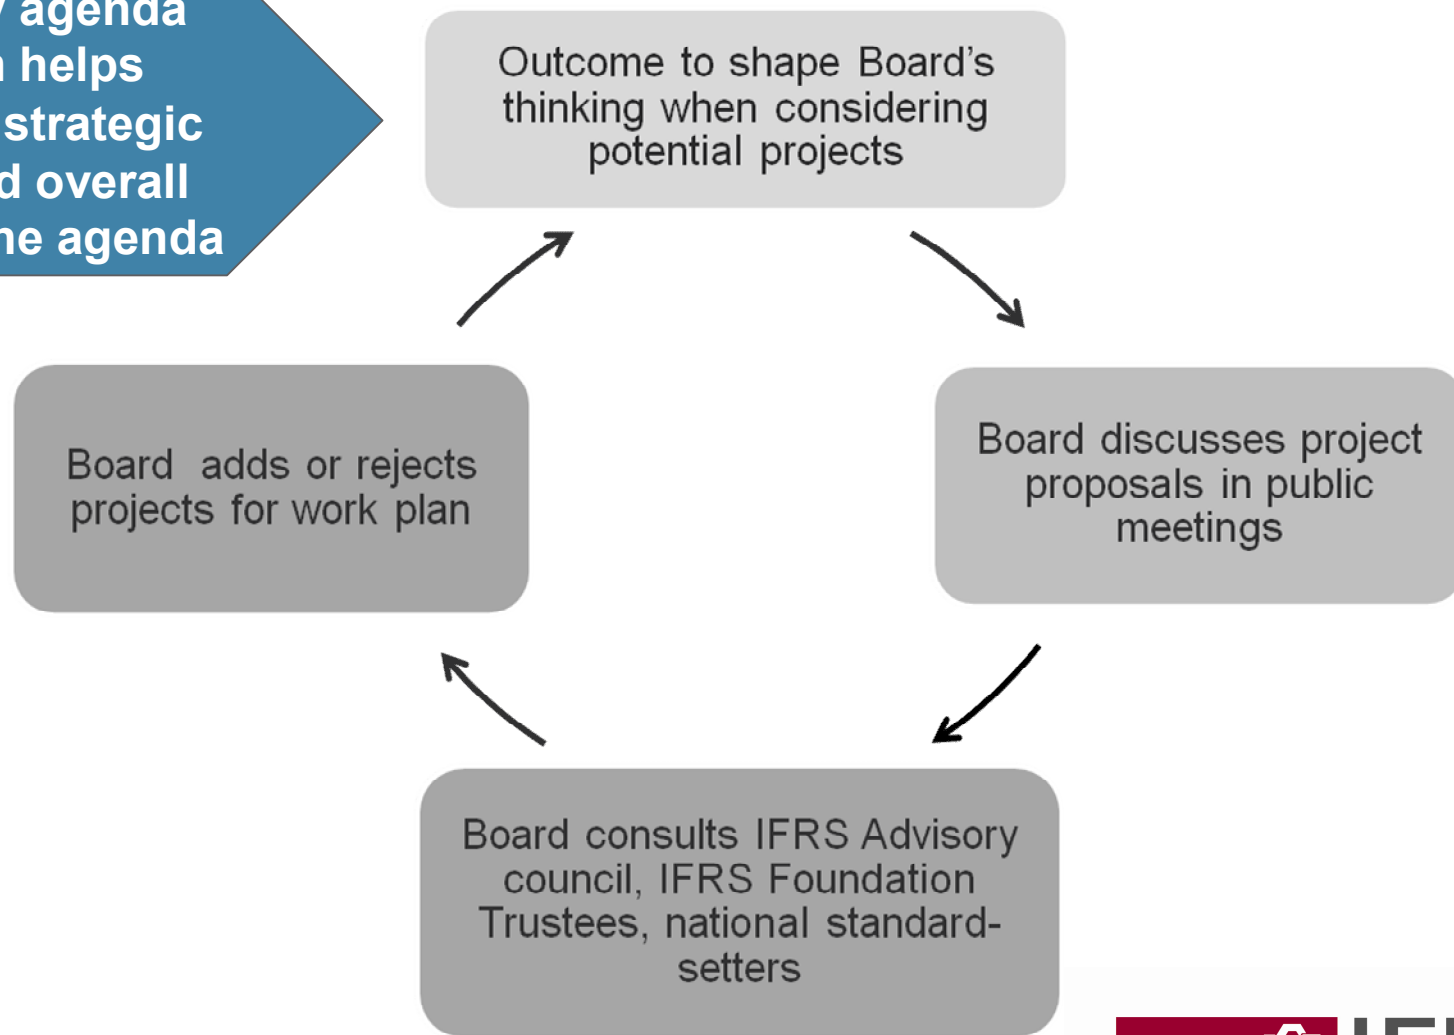 agenda
helps
strategic
overall
agenda
Outcome to shape Board’s
thinking when considering
potential projects
Board discusses project
proposals in public
meetings
Board adds or rejects
projects for work plan
Board consults IFRS Advisory
council, IFRS Foundation
Trustees, national standard-
setters